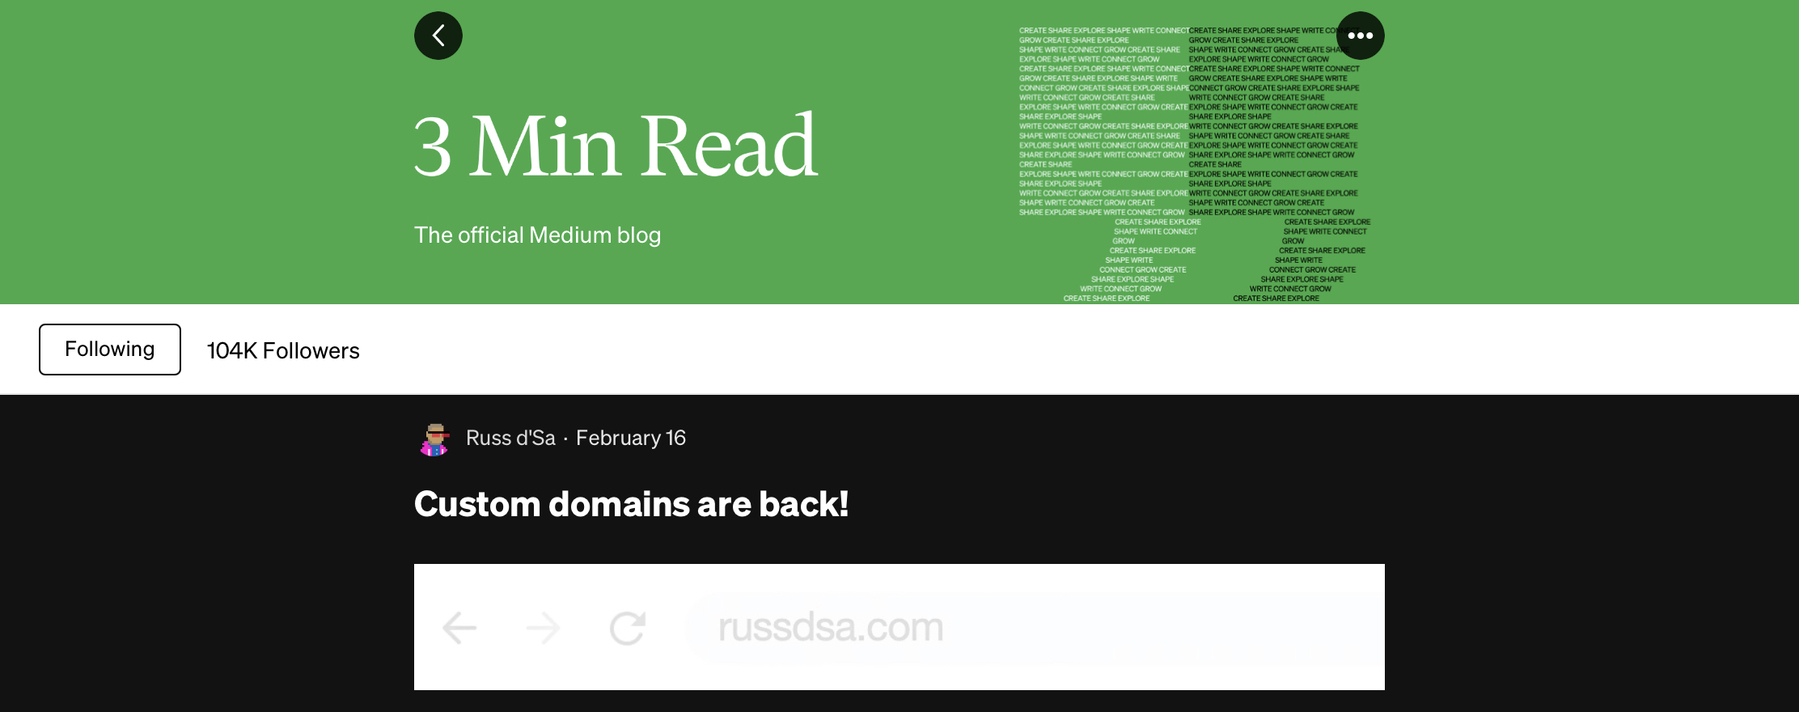 CREATE SHARE EXPLORE SHAPE WRITE CONNECT
GROW CREATE SHARE EXPLORE
SHAPE WRITE CONNECT GROW CREATE SHARE
EXPLORE SHAPE WRITE CONNECT GROW
CREATE SHARE EXPLORE SHAPE WRITE CONNECT
GROW CREATE SHARE EXPLORE SHAPE WRITE
CONNECT GROW CREATE SHARE EXPLORE SHAPE
WRITE CONNECT GROW CREATE SHARE
EXPLORE SHAPE WRITE CONNECT GROW CREATE
SHARE EXPLORE SHAPE
WRITE CONNECT GROW CREATE SHARE EXPLORE
SHAPE WRITE CONNECT GROW CREATE SHARE
EXPLORE SHAPE WRITE CONNECT GROW CREATE
SHARE EXPLORE SHAPE WRITE CONNECT GROW
CREATE SHARE
EXPLORE SHAPE WRITE CONNECT GROW CREATE
SHARE EXPLORE SHAPE
WRITE CONNECT GROW CREATE SHARE EXPLORE
SHAPE WRITE CONNECT GROW CREATE
SHARE EXPLORE SHAPE WRITE CONNECT GROW
CREATE SHARE EXPLORE
SHAPE WRITE CONNECT
GROW
CREATE SHARE EXPLORE
SHAPE WRITE
CONNECT GROW CREATE
SHARE EXPLORE SHAPE
WRITE CONNECT GROW
CREATE SHARE EXPLORE
CREATE SHARE EXPLORE SHAPE WRITE
GROW CREATE SHARE EXPLORE
SHAPE WRITE CONNECT GROW CREATE
EXPLORE SHAPE WRITE CONNECT GROW
CREATE SHARE EXPLORE SHAPE WRITE CONNECT
GROW CREATE SHARE EXPLORE SHAPE WRITE
CONNECT GROW CREATE SHARE EXPLORE SHAPE
WRITE CONNECT GROW CREATE SHARE
EXPLORE SHAPE WRITE CONNECT GROW CREATE
SHARE EXPLORE SHAPE
WRITE CONNECT GROW CREATE SHARE EXPLORE
SHAPE WRITE CONNECT GROW CREATE SHARE
EXPLORE SHAPE WRITE CONNECT GROW CREATE
SHARE EXPLORE SHAPE WRITE CONNECT GROW
CREATE SHARE
EXPLORE SHAPE WRITE CONNECT GROW CREATE
SHARE EXPLORE SHAPE
WRITE CONNECT GROW CREATE SHARE EXPLORE
SHAPE WRITE CONNECT GROW CREATE
SHARE EXPLORE SHAPE WRITE CONNECT GROW
CREATE SHARE EXPLORE
SHAPE WRITE CONNECT
GROW
CREATE SHARE EXPLORE
SHAPE WRITE
CONNECT GROW CREATE
SHARE EXPLORE SHAPE
WRITE CONNECT GROW
CREATE SHARE EXPLORE
3 Min Read
The official Medium blog
Following
104K Followers
Russ d'Sa · February 16
Custom domains are back!
russdsa.com